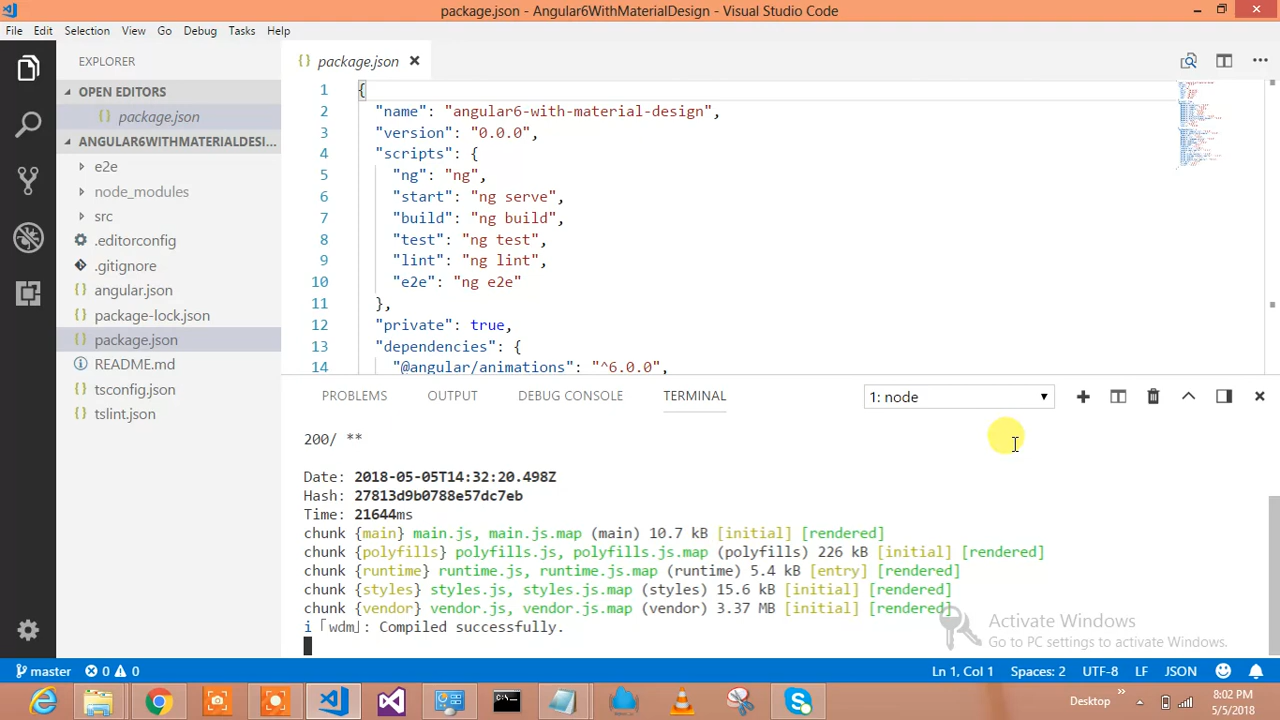 package.json - Angular6WithMaterialDesign - Visual Studio Code
File Edit Selection View Go Debug Tasks Help
EXPLORER
OPEN EDITORS
{} package.json
ANGULAR6WITHMATERIALDESI...
e2e
node_modules
src
.editorconfig
.gitignore
{} angular.json
{} package-lock.json
{} package.json
README.md
{} tsconfig.json
{} tslint.json
{} package.json
1 {
2 "name": "angular6-with-material-design",
3 "version": "0.0.0",
4 "scripts": {
5 "ng": "ng",
6 "start": "ng serve",
7 "build": "ng build",
8 "test": "ng test",
9 "lint": "ng lint",
10 "e2e": "ng e2e"
11 },
12 "private": true,
13 "dependencies": {
14 "@angular/animations": "^6.0.0",
PROBLEMS OUTPUT DEBUG CONSOLE TERMINAL 1: node
200/ **
Date: 2018-05-05T14:32:20.498Z
Hash: 27813d9b0788e57dc7eb
Time: 21644ms
chunk {main} main.js, main.js.map (main) 10.7 kB [initial] [rendered]
chunk {polyfills} polyfills.js, polyfills.js.map (polyfills) 226 kB [initial] [rendered]
chunk {runtime} runtime.js, runtime.js.map (runtime) 5.4 kB [entry] [rendered]
chunk {styles} styles.js, styles.js.map (styles) 15.6 kB [initial] [rendered]
chunk {vendor} vendor.js, vendor.js.map (vendor) 3.37 MB [initial] [rendered]
i ｢wdm｣: Compiled successfully.
Activate Windows
Go to PC settings to activate Windows.
master 0 0 Ln 1, Col 1 Spaces: 2 UTF-8 LF JSON
Desktop
8:02 PM
5/5/2018